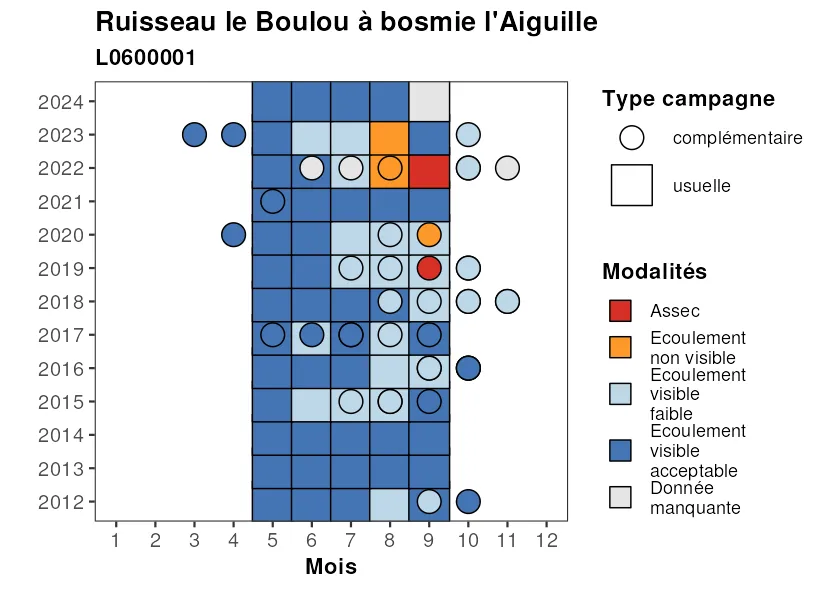 Ruisseau le Boulou à bosmie l'Aiguille
L0600001
2024
2023
2022
2021
2020
2019
2018
2017
2016
2015
2014
2013
2012
1 2 3 4 5 6 7 8 9 10 11 12
Mois
Type campagne
complémentaire
usuelle
Modalités
Assec
Ecoulement
non visible
Ecoulement
visible
faible
Ecoulement
visible
acceptable
Donnée
manquante